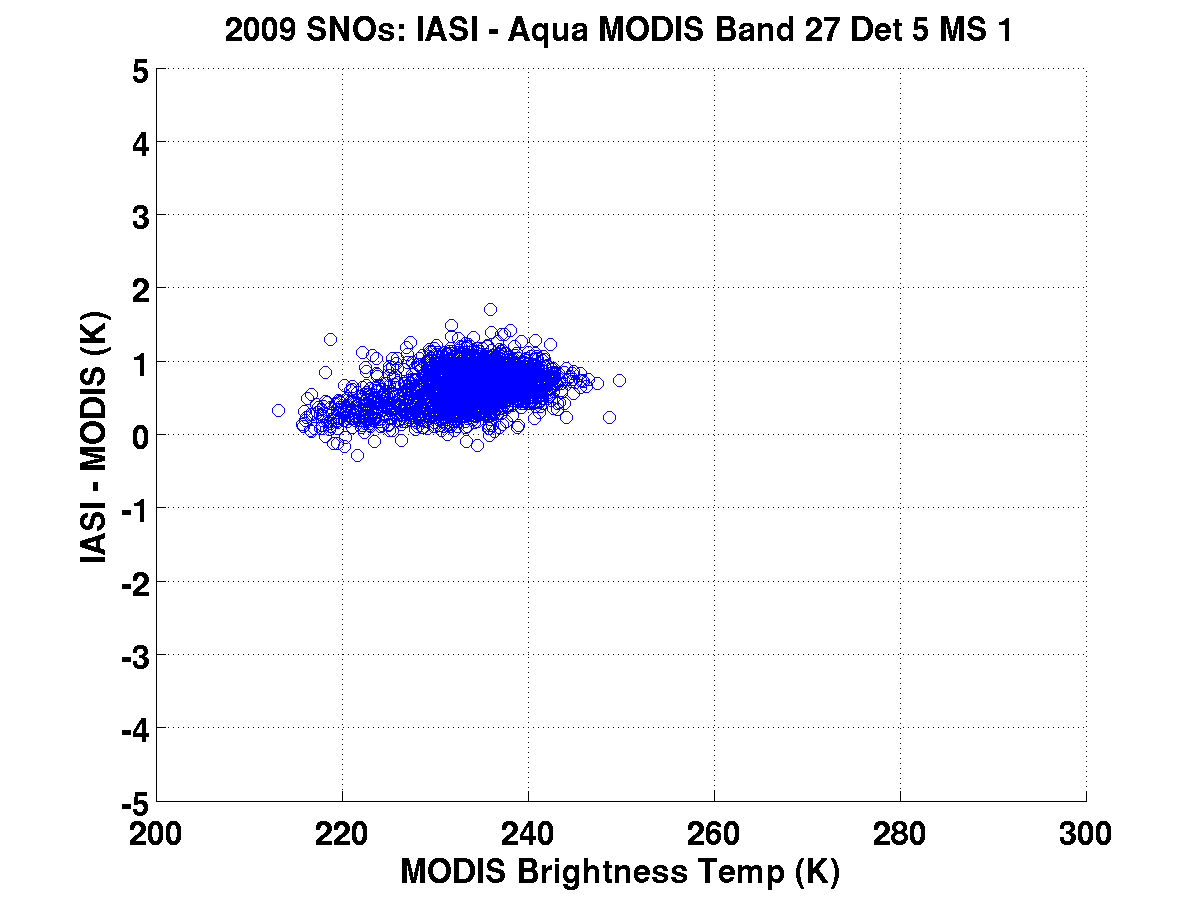 2009 SNOs: IASI - Aqua MODIS Band 27 Det 5 MS 1
5
4
3
2
1
0
-1
-2
-3
-4
-5
IASI - MODIS (K)
200 220 240 260 280 300
MODIS Brightness Temp (K)